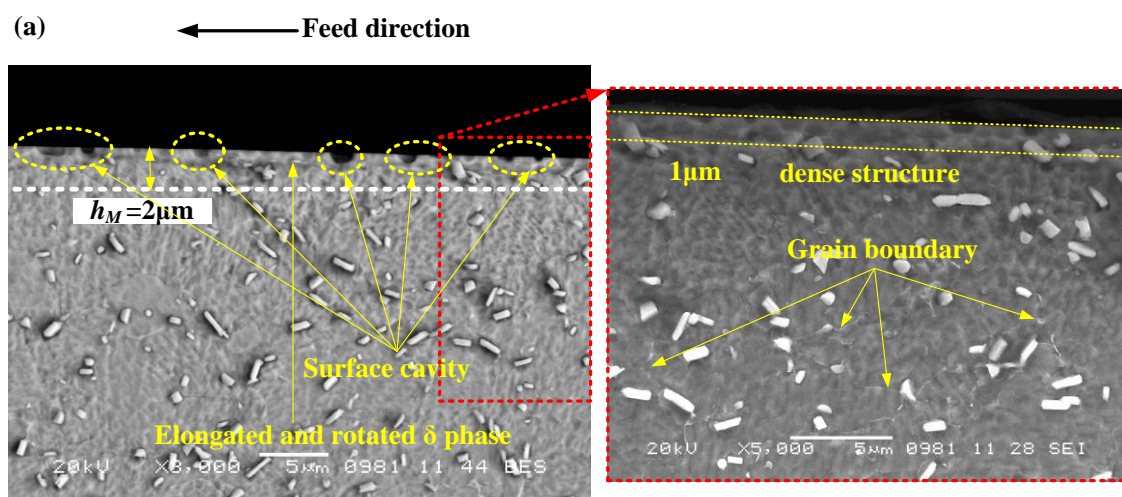 (a)
Feed direction
h_M=2μm
Surface cavity
Elongated and rotated δ phase
20kV X3,000 5μm 0981 11 44 BES
1μm
dense structure
Grain boundary
20kV X5,000 5μm 0981 11 28 SEI